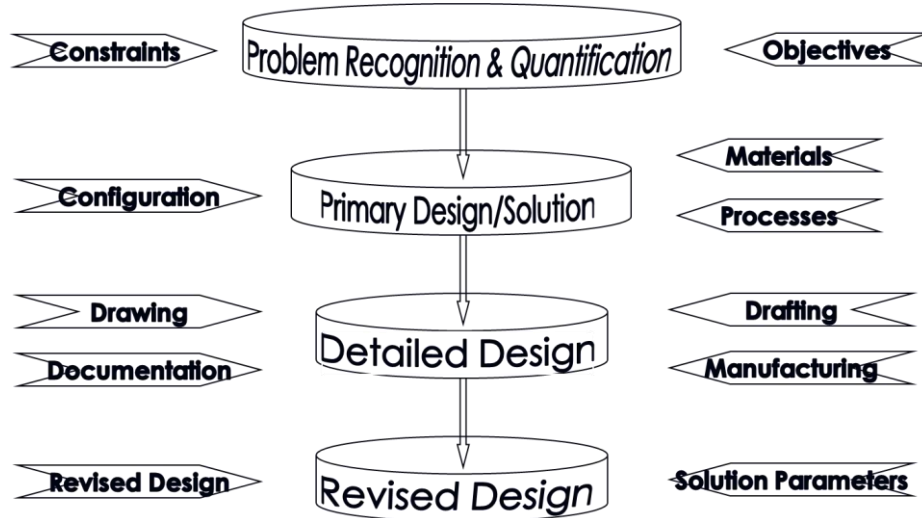 Constraints
Problem Recognition & Quantification
Objectives
Materials
Configuration
Primary Design/Solution
Processes
Drawing
Drafting
Detailed Design
Documentation
Manufacturing
Revised Design
Revised Design
Solution Parameters